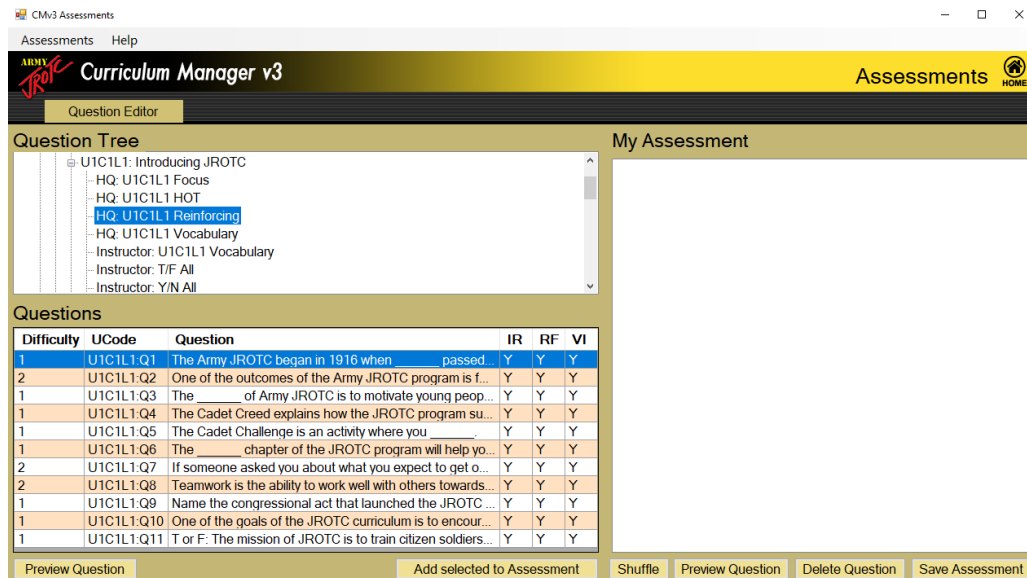 CMv3 Assessments
Assessments Help
ARMY JROTC Curriculum Manager v3
Assessments HOME
Question Editor
Question Tree
U1C1L1: Introducing JROTC
HQ: U1C1L1 Focus
HQ: U1C1L1 HOT
HQ: U1C1L1 Reinforcing
HQ: U1C1L1 Vocabulary
Instructor: U1C1L1 Vocabulary
Instructor: T/F All
Instructor: Y/N All
My Assessment
Questions
Difficulty UCode Question IR RF VI
1 U1C1L1:Q1 The Army JROTC began in 1916 when ______ passed... Y Y Y
2 U1C1L1:Q2 One of the outcomes of the Army JROTC program is f... Y Y Y
1 U1C1L1:Q3 The ______ of Army JROTC is to motivate young peop... Y Y Y
1 U1C1L1:Q4 The Cadet Creed explains how the JROTC program su... Y Y Y
1 U1C1L1:Q5 The Cadet Challenge is an activity where you ______. Y Y Y
1 U1C1L1:Q6 The ______ chapter of the JROTC program will help yo... Y Y Y
2 U1C1L1:Q7 If someone asked you about what you expect to get o... Y Y Y
2 U1C1L1:Q8 Teamwork is the ability to work well with others towards... Y Y Y
1 U1C1L1:Q9 Name the congressional act that launched the JROTC ... Y Y Y
1 U1C1L1:Q10 One of the goals of the JROTC curriculum is to encour... Y Y Y
1 U1C1L1:Q11 T or F: The mission of JROTC is to train citizen soldiers... Y Y Y
Preview Question Add selected to Assessment Shuffle Preview Question Delete Question Save Assessment